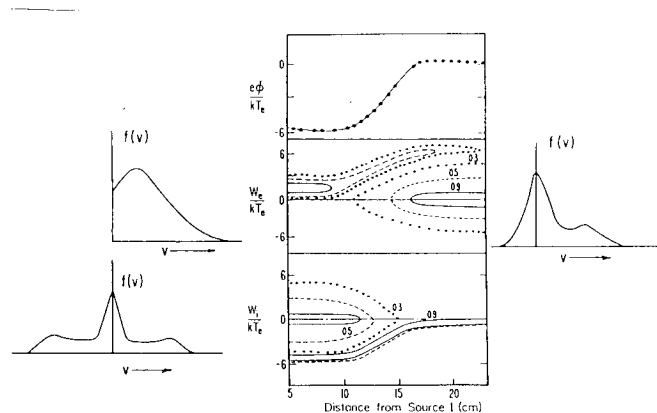 eϕ
kTe
0
-6
f(v)
v
f(v)
v
We
kTe
6
0
-6
0.3
0.5
0.9
f(v)
v
Wi
kTe
6
0
-6
0.3
0.5
0.9
5
10
15
20
Distance from Source 1 (cm)